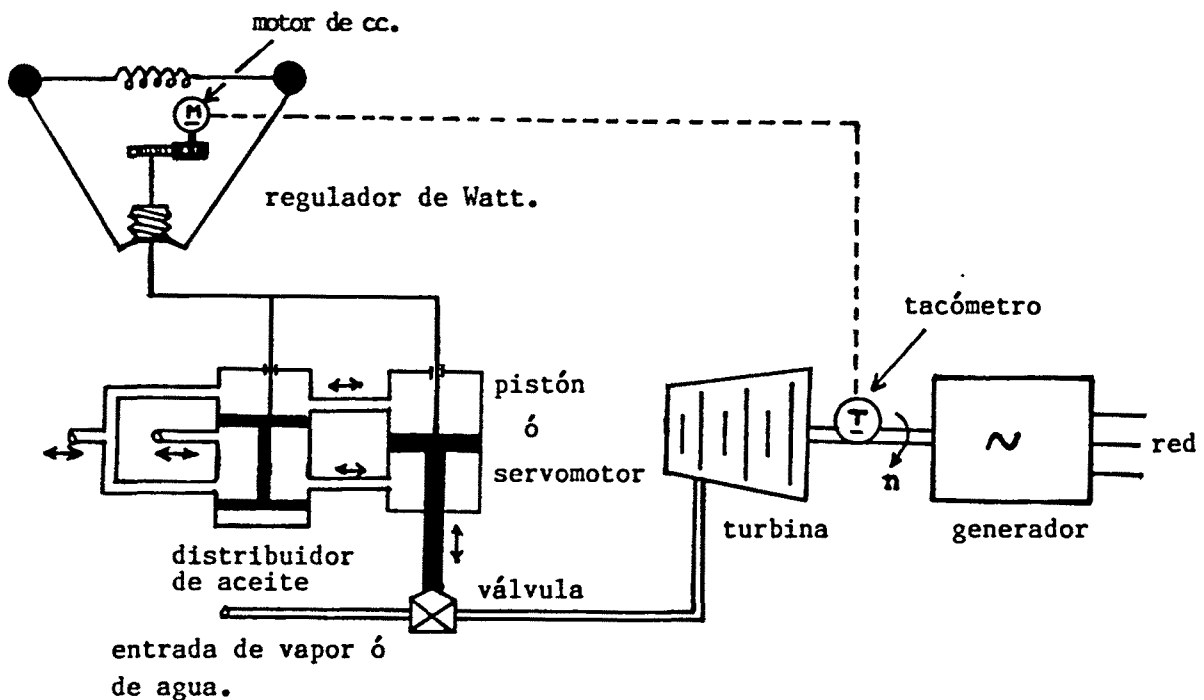 motor de cc.
M
regulador de Watt.
tacómetro
T
n
red
pistón
ó
servomotor
turbina
generador
distribuidor
de aceite
válvula
entrada de vapor ó
de agua.